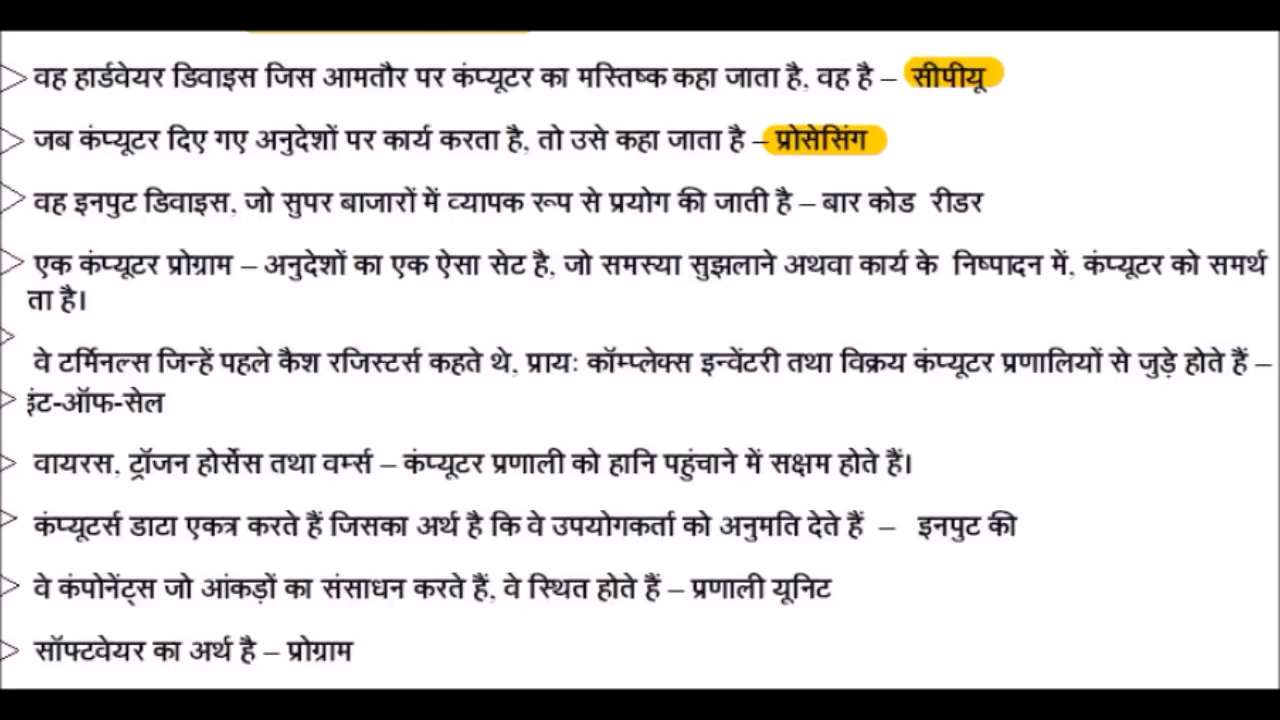 वह हार्डवेयर डिवाइस जिस आमतौर पर कंप्यूटर का मस्तिष्क कहा जाता है, वह है – सीपीयू
जब कंप्यूटर दिए गए अनुदेशों पर कार्य करता है, तो उसे कहा जाता है – प्रोसेसिंग
वह इनपुट डिवाइस, जो सुपर बाजारों में व्यापक रूप से प्रयोग की जाती है – बार कोड रीडर
एक कंप्यूटर प्रोग्राम – अनुदेशों का एक ऐसा सेट है, जो समस्या सुझलाने अथवा कार्य के निष्पादन में, कंप्यूटर को समर्थ
ता है।
वे टर्मिनल्स जिन्हें पहले कैश रजिस्टर्स कहते थे, प्रायः कॉम्प्लेक्स इन्वेंटरी तथा विक्रय कंप्यूटर प्रणालियों से जुड़े होते हैं –
इंट-ऑफ-सेल
वायरस, ट्रॉजन होर्सेस तथा वर्म्स – कंप्यूटर प्रणाली को हानि पहुंचाने में सक्षम होते हैं।
कंप्यूटर्स डाटा एकत्र करते हैं जिसका अर्थ है कि वे उपयोगकर्ता को अनुमति देते हैं – इनपुट की
वे कंपोनेंट्स जो आंकड़ों का संसाधन करते हैं, वे स्थित होते हैं – प्रणाली यूनिट
सॉफ्टवेयर का अर्थ है – प्रोग्राम